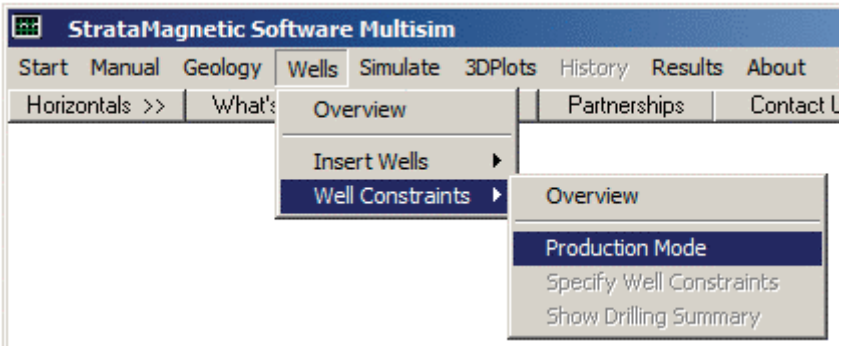 StrataMagnetic Software Multisim
Start Manual Geology Wells Simulate 3DPlots History Results About
Horizontals >> What's Partnerships Contact U
Overview
Insert Wells
Well Constraints
Overview
Production Mode
Specify Well Constraints
Show Drilling Summary